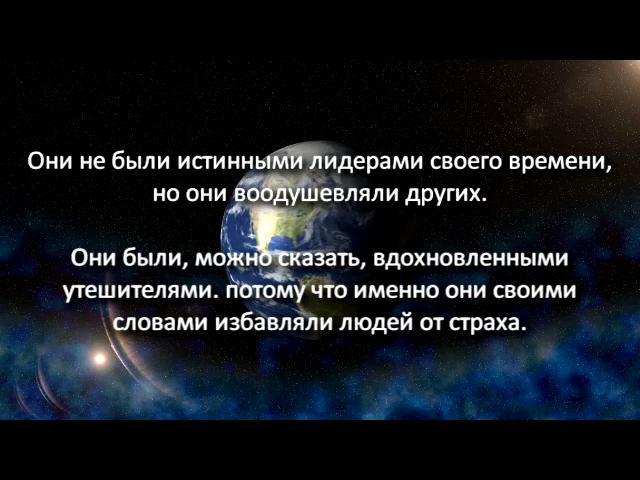 Они не были истинными лидерами своего времени,
но они воодушевляли других.
Они были, можно сказать, вдохновленными
утешителями. потому что именно они своими
словами избавляли людей от страха.